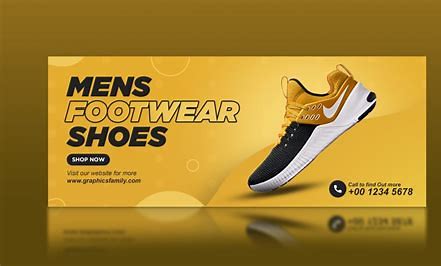 MENS
FOOTWEAR
SHOES
SHOP NOW
Visit our website for more
www.graphicsfamily.com
Call to find Out more
+00 1234 5678